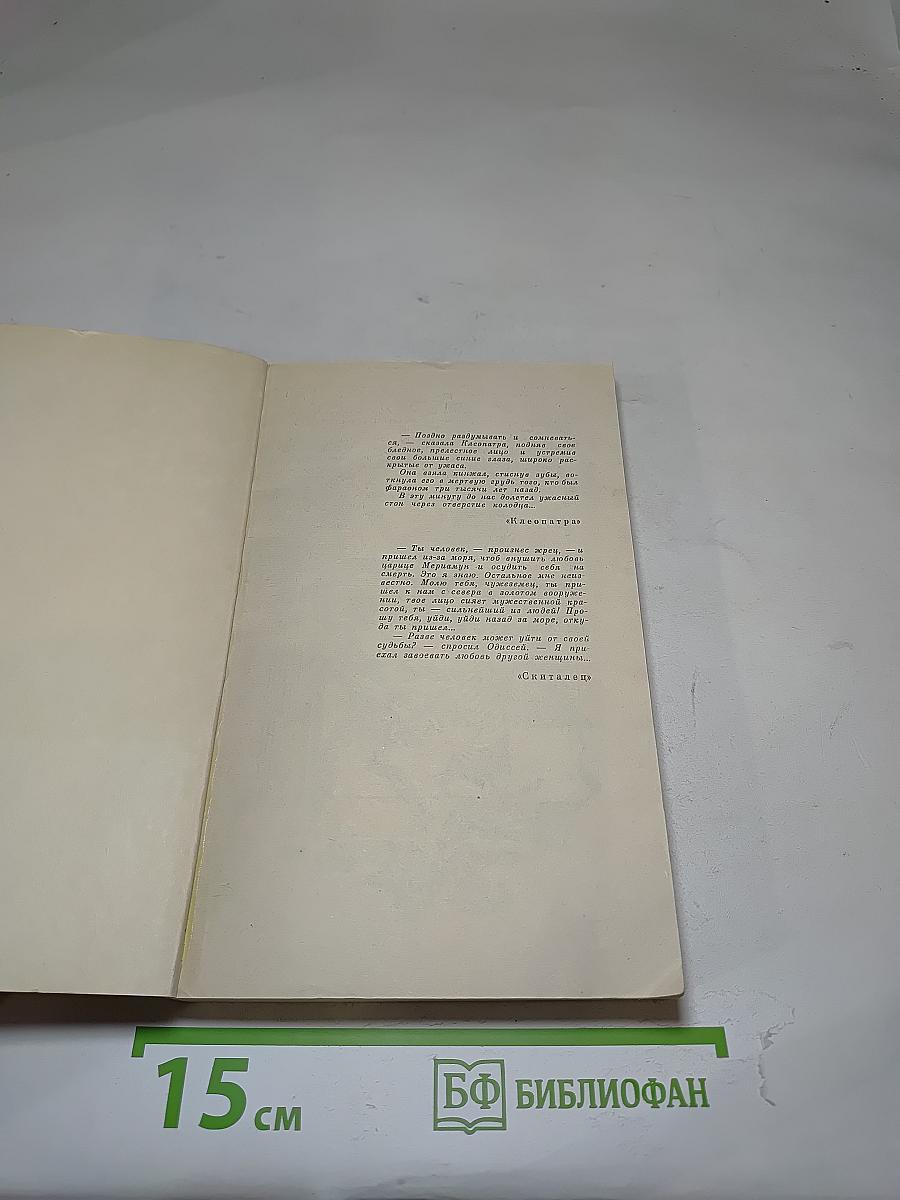 — Поздно раздумывать и сомневать-
ся, — сказала Клеопатра, подняв свое
бледное, прелестное лицо и устремив
свои большие синие глаза, широко рас-
крытые от ужаса.
Она взяла кинжал, стиснув зубы, во-
ткнула его в мертвую грудь того, кто был
фараоном три тысячи лет назад.
В эту минуту до нас долетел ужасный
стон через отверстие колодца...
«Клеопатра»
— Ты человек, — произнес жрец, — и
пришел из-за моря, чтоб внушить любовь
царице Мериамун и осудить себя на
смерть. Это я знаю. Остальное мне неиз-
вестно. Молю тебя, чужеземец, ты при-
шел к нам с севера в золотом вооруже-
нии, твое лицо сияет мужественной кра-
сотой, ты — сильнейший из людей! Про-
шу тебя, уйди, уйди назад за море, отку-
да ты пришел...
— Разве человек может уйти от своей
судьбы? — спросил Одиссей. — Я при-
ехал завоевать любовь другой женщины...
«Скиталец»
15 см
БФ БИБЛИОФАН